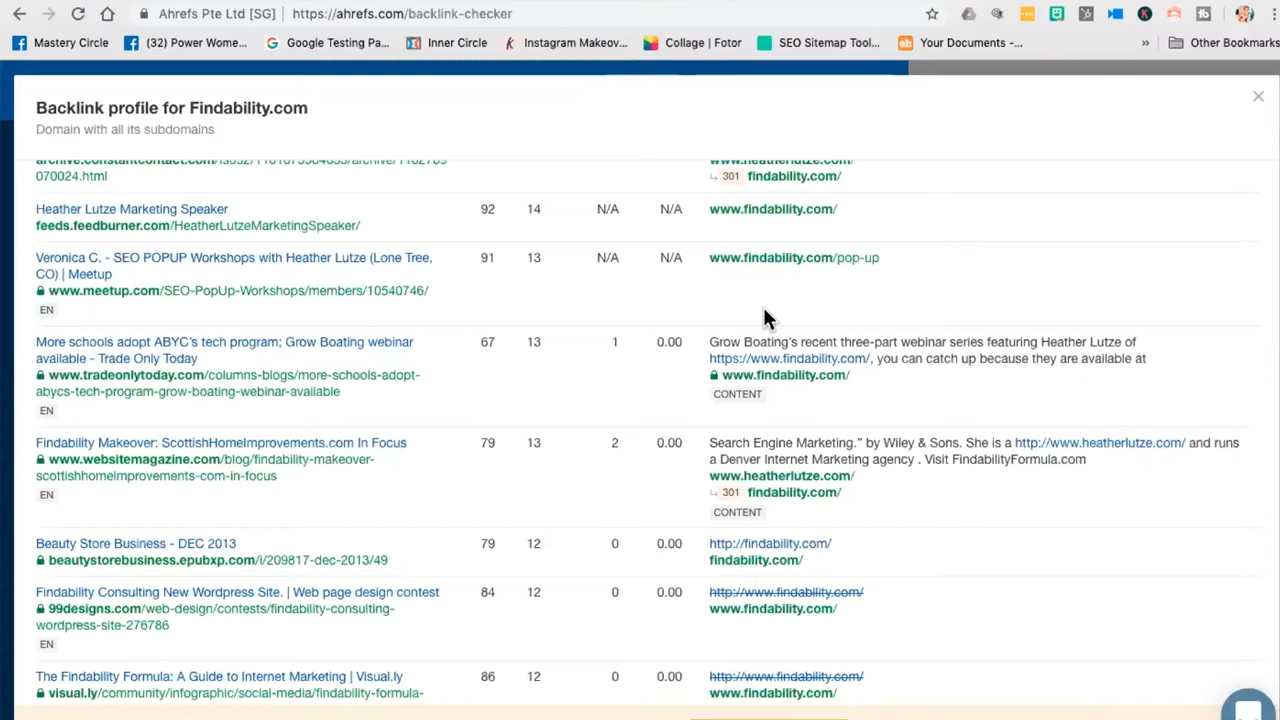 Ahrefs Pte Ltd [SG] | https://ahrefs.com/backlink-checker
Mastery Circle (32) Power Wome... Google Testing Pa... Inner Circle Instagram Makeov... Collage | Fotor SEO Sitemap Tool... Your Documents -... » Other Bookmarks
Backlink profile for Findability.com
Domain with all its subdomains
www.heatherlutze.com/
070024.html 301 findability.com/
Heather Lutze Marketing Speaker 92 14 N/A N/A www.findability.com/
feeds.feedburner.com/HeatherLutzeMarketingSpeaker/
Veronica C. - SEO POPUP Workshops with Heather Lutze (Lone Tree, 91 13 N/A N/A www.findability.com/pop-up
CO) | Meetup
www.meetup.com/SEO-PopUp-Workshops/members/10540746/
EN
More schools adopt ABYC's tech program; Grow Boating webinar 67 13 1 0.00 Grow Boating's recent three-part webinar series featuring Heather Lutze of
available - Trade Only Today https://www.findability.com/, you can catch up because they are available at
www.tradeonlytoday.com/columns-blogs/more-schools-adopt- www.findability.com/
abycs-tech-program-grow-boating-webinar-available CONTENT
EN
Findability Makeover: ScottishHomeImprovements.com In Focus 79 13 2 0.00 Search Engine Marketing." by Wiley & Sons. She is a http://www.heatherlutze.com/ and runs
www.websitemagazine.com/blog/findability-makeover- a Denver Internet Marketing agency . Visit FindabilityFormula.com
scottishhomeimprovements-com-in-focus www.heatherlutze.com/
EN 301 findability.com/
CONTENT
Beauty Store Business - DEC 2013 79 12 0 0.00 http://findability.com/
beautystorebusiness.epubxp.com/i/209817-dec-2013/49 findability.com/
Findability Consulting New Wordpress Site. | Web page design contest 84 12 0 0.00 http://www.findability.com/
99designs.com/web-design/contests/findability-consulting- www.findability.com/
wordpress-site-276786
EN
The Findability Formula: A Guide to Internet Marketing | Visual.ly 86 12 0 0.00 http://www.findability.com/
visual.ly/community/infographic/social-media/findability-formula- www.findability.com/